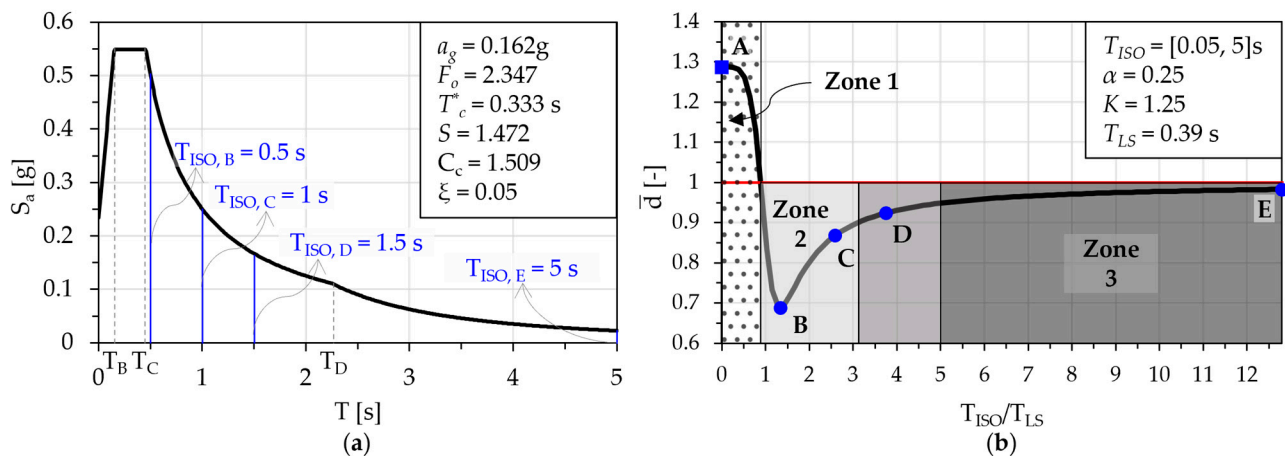 0.6
0.5
0.4
0.3
0.2
0.1
0
S_a [g]
a_g = 0.162g
F_o = 2.347
T*_c = 0.333 s
S = 1.472
C_c = 1.509
ξ = 0.05
T_ISO, B = 0.5 s
T_ISO, C = 1 s
T_ISO, D = 1.5 s
T_ISO, E = 5 s
0 T_B T_C 1 2 T_D 3 4 5
T [s]
(a)
1.4
1.3
1.2
1.1
1
0.9
0.8
0.7
0.6
d̅ [-]
A
Zone 1
T_ISO = [0.05, 5]s
α = 0.25
K = 1.25
T_LS = 0.39 s
Zone
2
B
C
D
Zone
3
E
0 1 2 3 4 5 6 7 8 9 10 11 12
T_ISO/T_LS
(b)